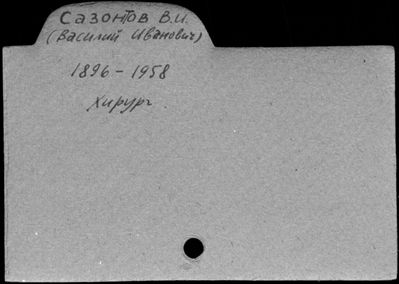 Сазонтов В.И.
(Василий Иванович)
1896-1958
хирург.